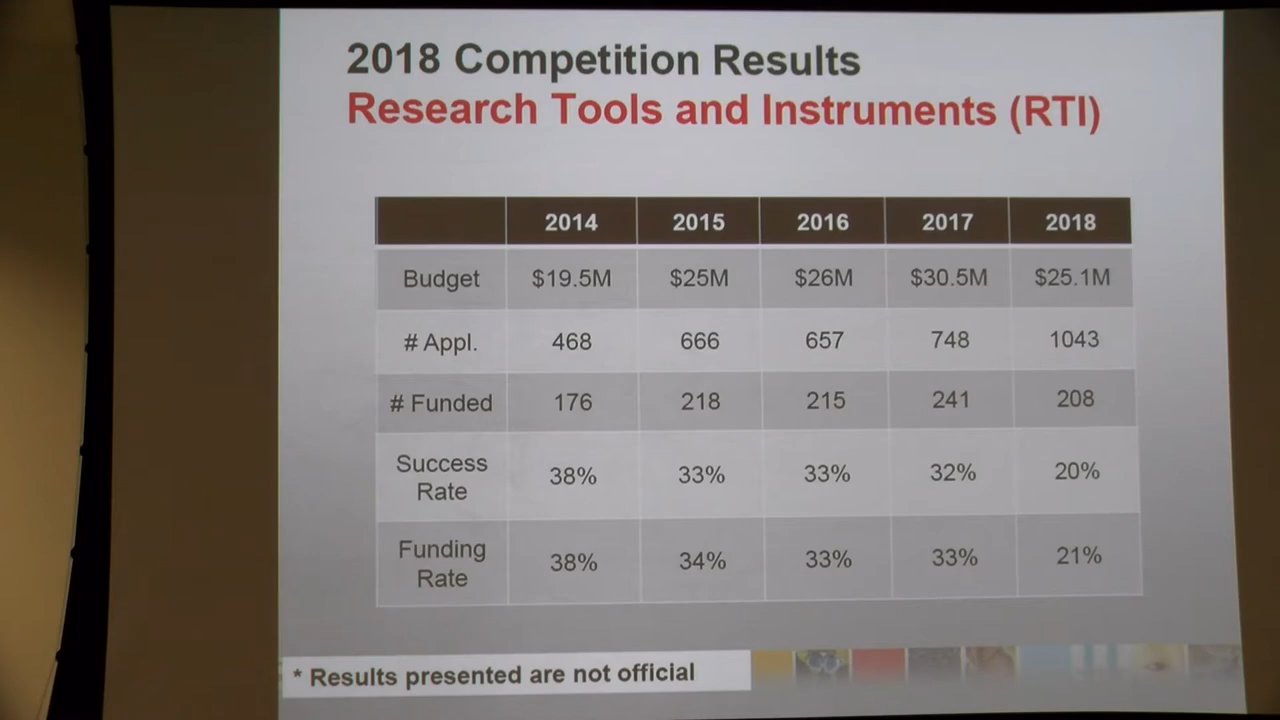 2018 Competition Results
Research Tools and Instruments (RTI)
2014 2015 2016 2017 2018
Budget $19.5M $25M $26M $30.5M $25.1M
# Appl. 468 666 657 748 1043
# Funded 176 218 215 241 208
Success Rate 38% 33% 33% 32% 20%
Funding Rate 38% 34% 33% 33% 21%
* Results presented are not official